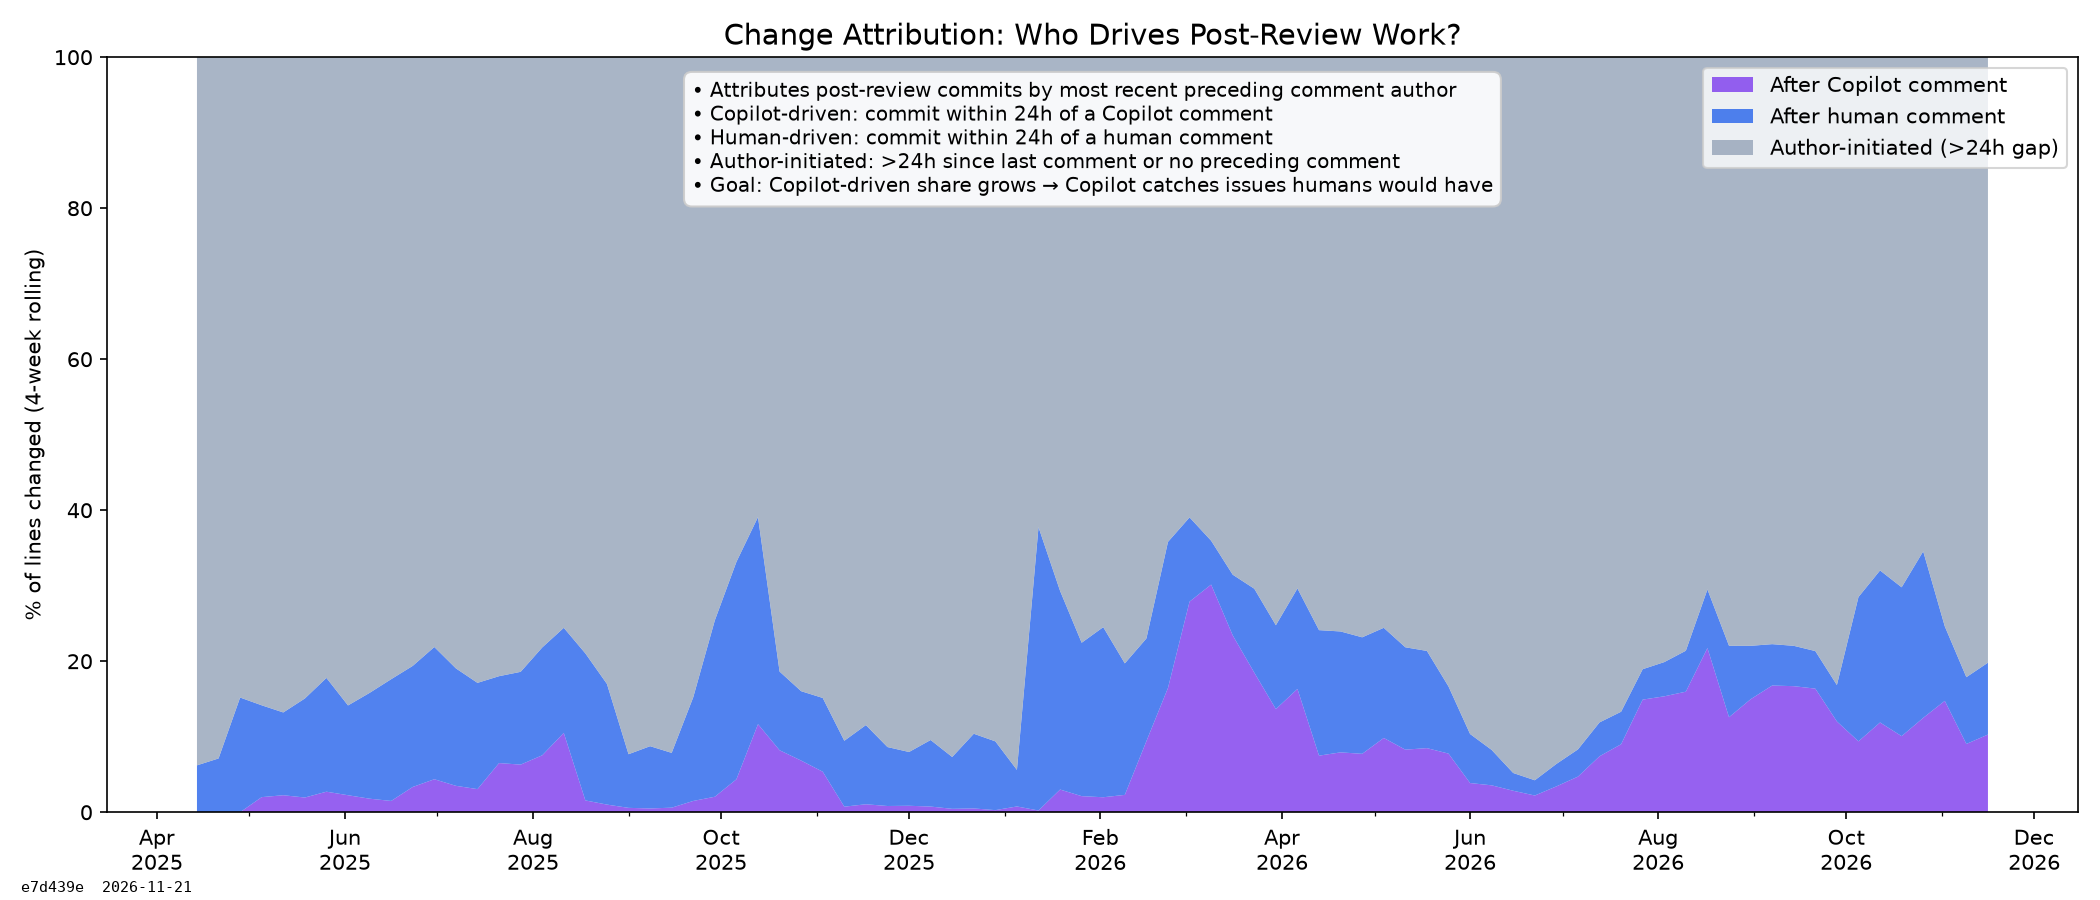 Change Attribution: Who Drives Post-Review Work?
• Attributes post-review commits by most recent preceding comment author
• Copilot-driven: commit within 24h of a Copilot comment
• Human-driven: commit within 24h of a human comment
• Author-initiated: >24h since last comment or no preceding comment
• Goal: Copilot-driven share grows → Copilot catches issues humans would have
After Copilot comment
After human comment
Author-initiated (>24h gap)
% of lines changed (4-week rolling)
100
80
60
40
20
0
Apr
2025
Jun
2025
Aug
2025
Oct
2025
Dec
2025
Feb
2026
Apr
2026
Jun
2026
Aug
2026
Oct
2026
Dec
2026
e7d439e 2026-11-21